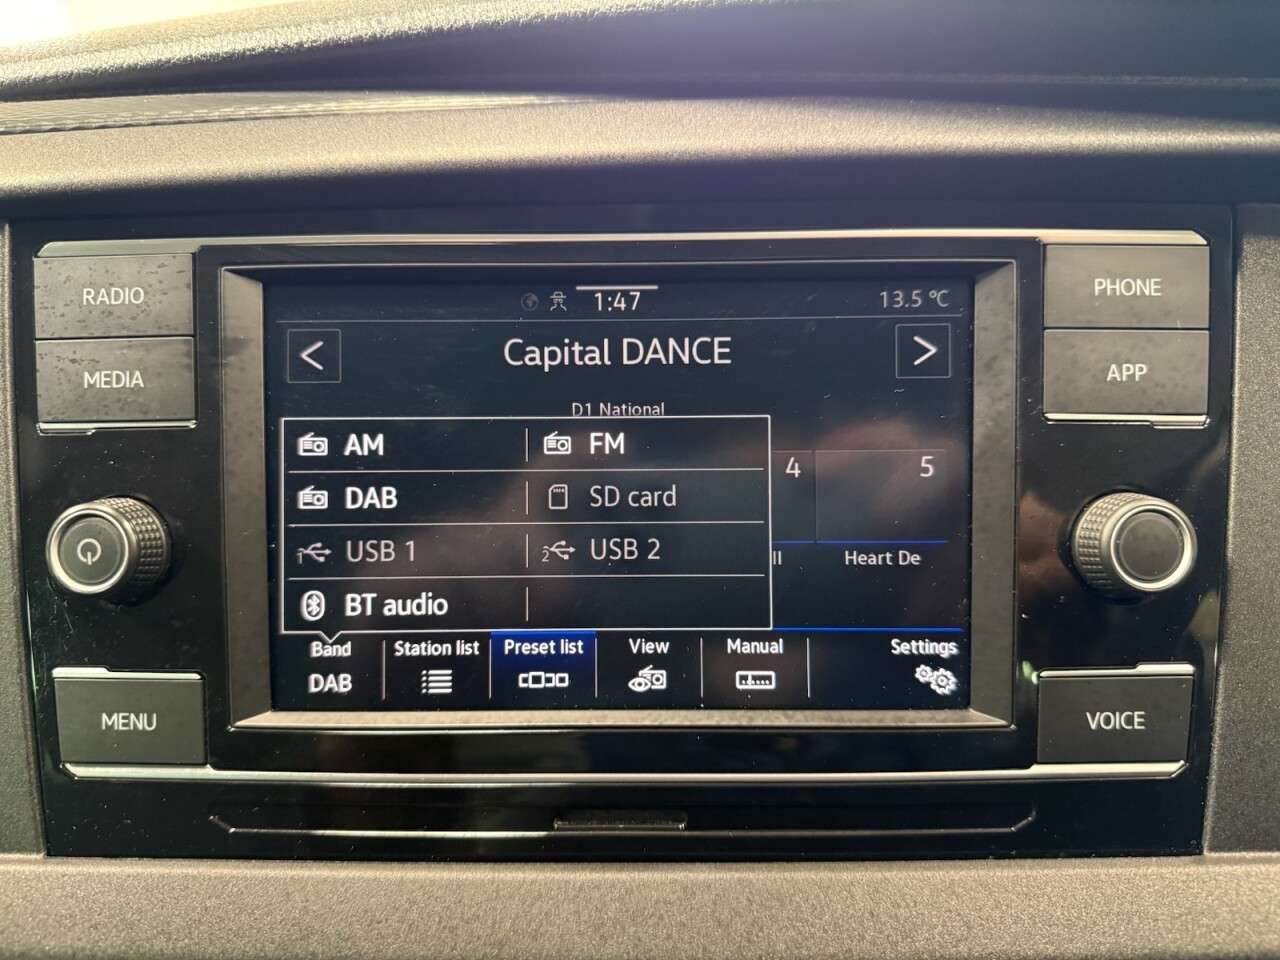 RADIO
MEDIA
MENU
1:47
13.5 °C
<
Capital DANCE
>
D1 National
AM
FM
DAB
SD card
1 USB 1
2 USB 2
BT audio
4
5
Heart De
Band
DAB
Station list
Preset list
View
Manual
Settings
PHONE
APP
VOICE